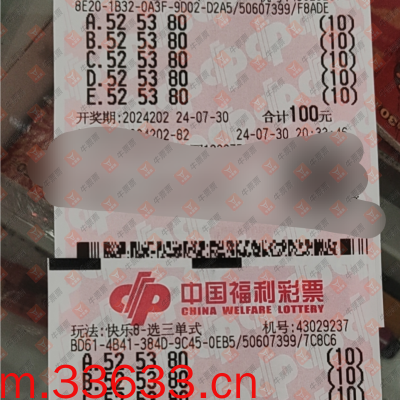 8E20-1B32-0A3F-9D02-D2A5/50607399/F8ADE
A.52 53 80 (10)
B.52 53 80 (10)
C.52 53 80 (10)
D.52 53 80 (10)
E.52 53 80 (10)
开奖期:2024202 24-07-30 合计100元
24-07-30
中国福利彩票
CHINA WELFARE LOTTERY
玩法:快乐8-选三单式 机号:43029237
BD61-4B41-384D-9C45-0EB5/50607399/7C8C6
A.52 53 80 (10)
B.52 53 80 (10)
m.33633.cn